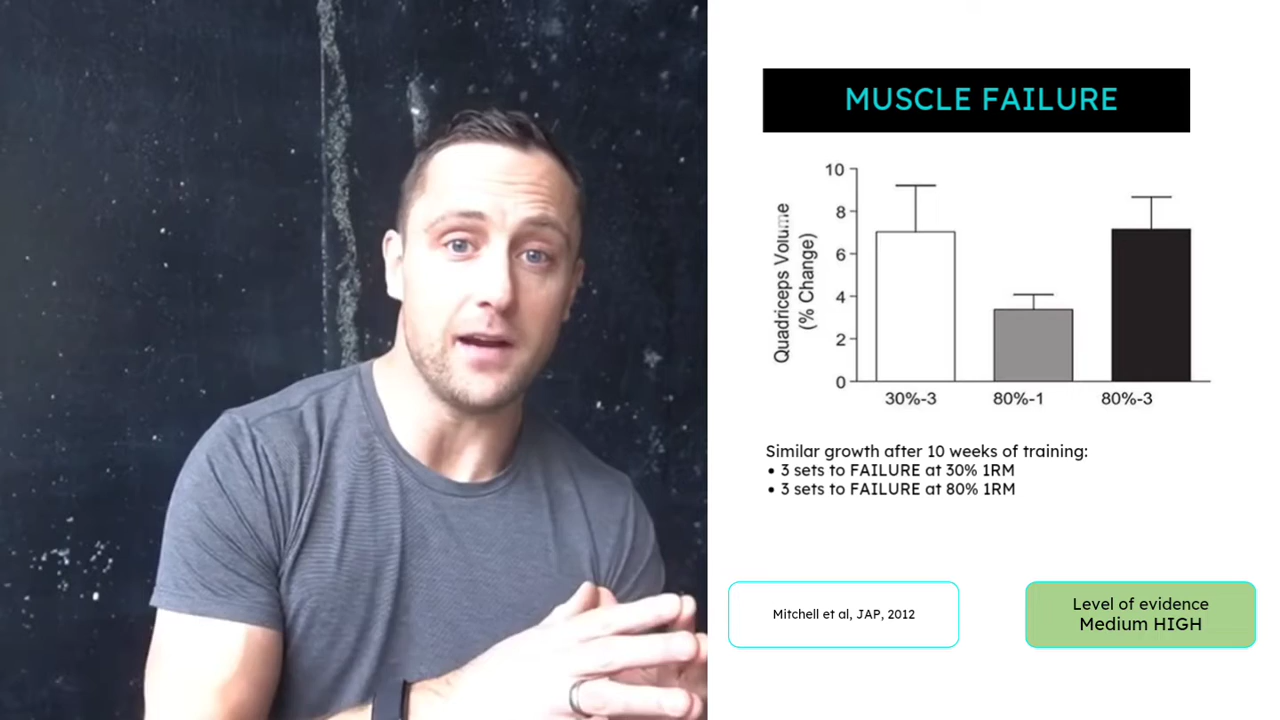 MUSCLE FAILURE
10
8
6
4
2
0
Quadriceps Volume
(% Change)
30%-3
80%-1
80%-3
Similar growth after 10 weeks of training:
• 3 sets to FAILURE at 30% 1RM
• 3 sets to FAILURE at 80% 1RM
Mitchell et al, JAP, 2012
Level of evidence
Medium HIGH